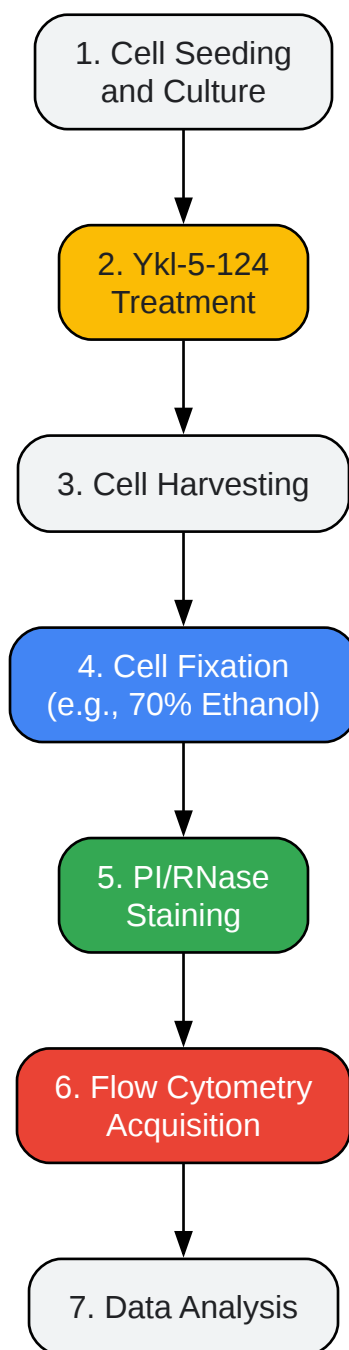 1. Cell Seeding
and Culture
2. Ykl-5-124
Treatment
3. Cell Harvesting
4. Cell Fixation
(e.g., 70% Ethanol)
5. PI/RNase
Staining
6. Flow Cytometry
Acquisition
7. Data Analysis